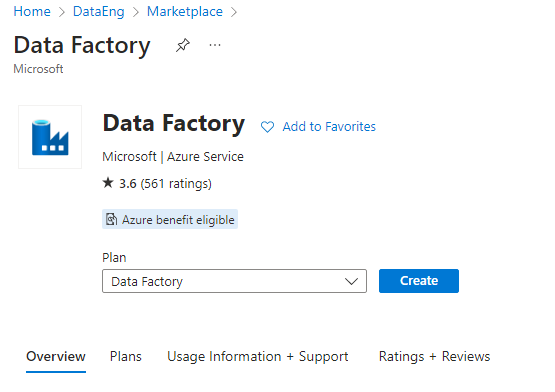 Home > DataEng > Marketplace >
Data Factory
Microsoft
Data Factory
Add to Favorites
Microsoft | Azure Service
★ 3.6 (561 ratings)
Azure benefit eligible
Plan
Data Factory
Create
Overview Plans Usage Information + Support Ratings + Reviews